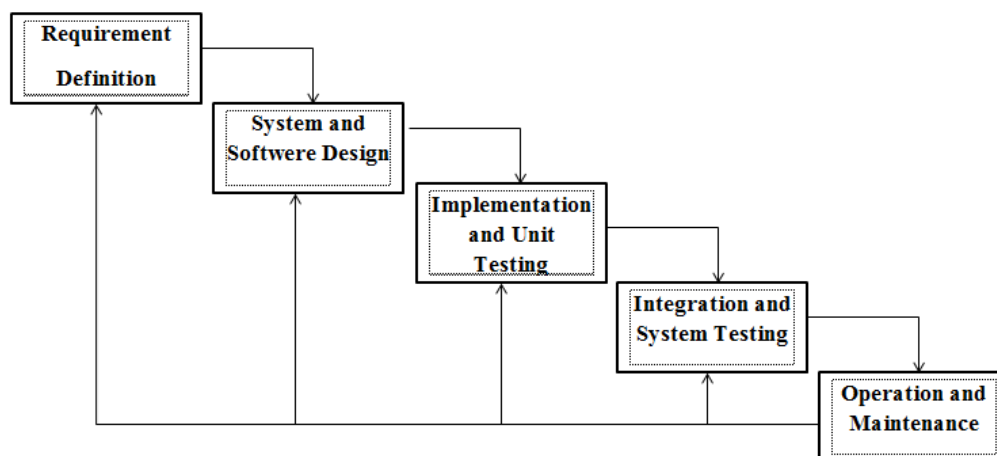 Requirement
Definition
System and
Softwere Design
Implementation
and Unit
Testing
Integration and
System Testing
Operation and
Maintenance